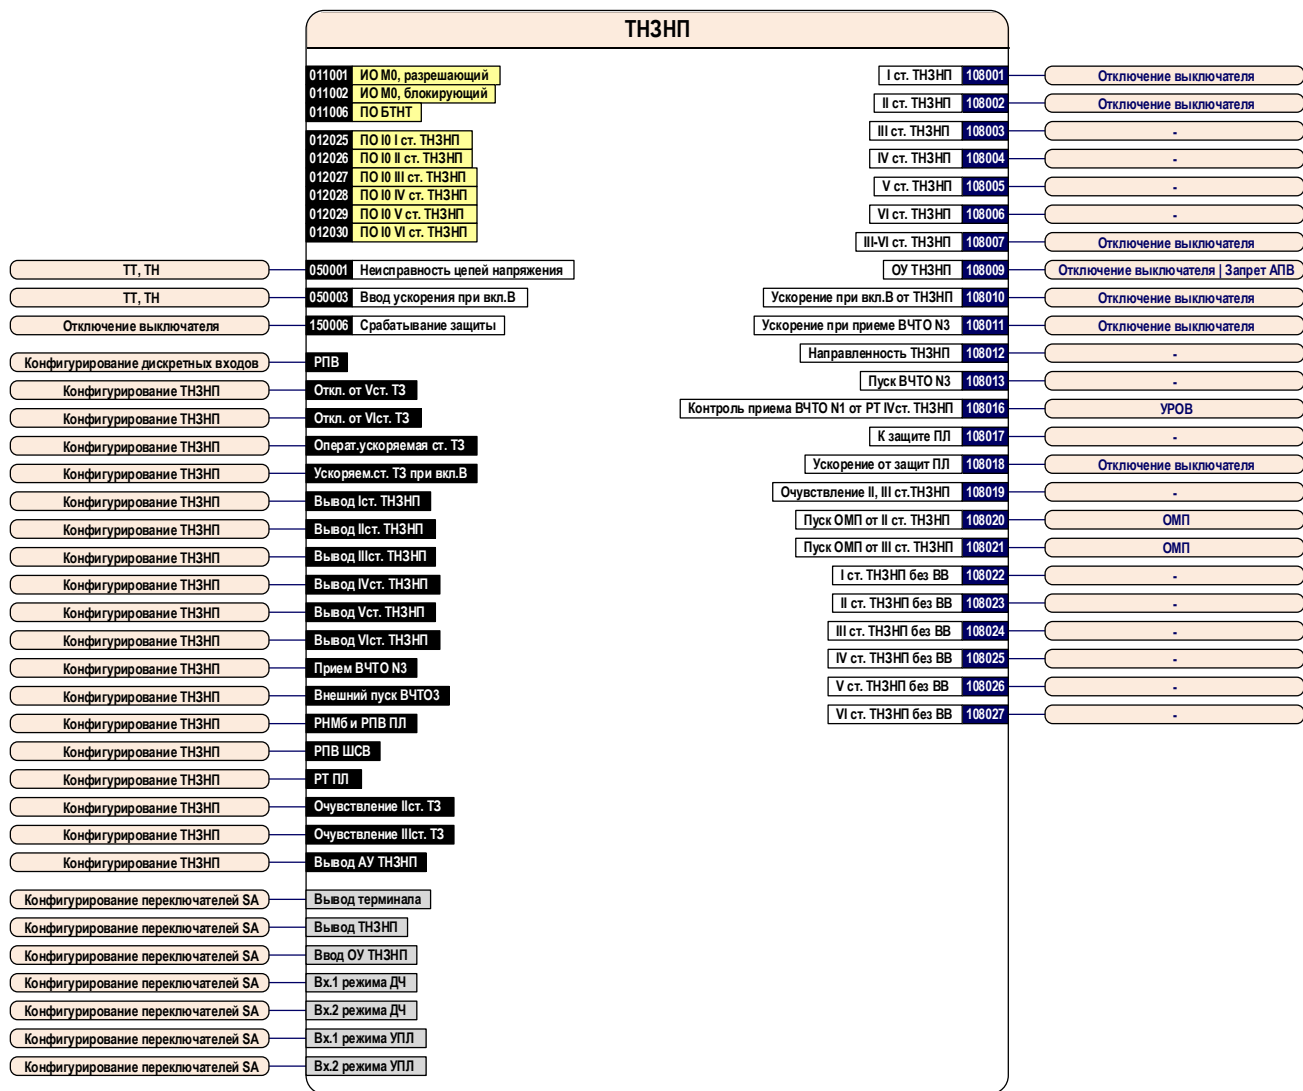 ТНЗНП
011001 ИО М0, разрешающий
011002 ИО М0, блокирующий
011006 ПО БТНТ
012025 ПО I0 I ст. ТНЗНП
012026 ПО I0 II ст. ТНЗНП
012027 ПО I0 III ст. ТНЗНП
012028 ПО I0 IV ст. ТНЗНП
012029 ПО I0 V ст. ТНЗНП
012030 ПО I0 VI ст. ТНЗНП
ТТ, ТН 050001 Неисправность цепей напряжения
ТТ, ТН 050003 Ввод ускорения при вкл.В
Отключение выключателя 150006 Срабатывание защиты
Конфигурирование дискретных входов РПВ
Конфигурирование ТНЗНП Откл. от Vст. ТЗ
Конфигурирование ТНЗНП Откл. от VIст. ТЗ
Конфигурирование ТНЗНП Операт.ускоряемая ст. ТЗ
Конфигурирование ТНЗНП Ускоряем.ст. ТЗ при вкл.В
Конфигурирование ТНЗНП Вывод Iст. ТНЗНП
Конфигурирование ТНЗНП Вывод IIст. ТНЗНП
Конфигурирование ТНЗНП Вывод IIIст. ТНЗНП
Конфигурирование ТНЗНП Вывод IVст. ТНЗНП
Конфигурирование ТНЗНП Вывод Vст. ТНЗНП
Конфигурирование ТНЗНП Вывод VIст. ТНЗНП
Конфигурирование ТНЗНП Прием ВЧТО N3
Конфигурирование ТНЗНП Внешний пуск ВЧТО3
Конфигурирование ТНЗНП РНМб и РПВ ПЛ
Конфигурирование ТНЗНП РПВ ШСВ
Конфигурирование ТНЗНП РТ ПЛ
Конфигурирование ТНЗНП Очувствление IIст. ТЗ
Конфигурирование ТНЗНП Очувствление IIIст. ТЗ
Конфигурирование ТНЗНП Вывод АУ ТНЗНП
Конфигурирование переключателей SA Вывод терминала
Конфигурирование переключателей SA Вывод ТНЗНП
Конфигурирование переключателей SA Ввод ОУ ТНЗНП
Конфигурирование переключателей SA Вх.1 режима ДЧ
Конфигурирование переключателей SA Вх.2 режима ДЧ
Конфигурирование переключателей SA Вх.1 режима УПЛ
Конфигурирование переключателей SA Вх.2 режима УПЛ
I ст. ТНЗНП 108001 Отключение выключателя
II ст. ТНЗНП 108002 Отключение выключателя
III ст. ТНЗНП 108003 -
IV ст. ТНЗНП 108004 -
V ст. ТНЗНП 108005 -
VI ст. ТНЗНП 108006 -
III-VI ст. ТНЗНП 108007 Отключение выключателя
ОУ ТНЗНП 108009 Отключение выключателя | Запрет АПВ
Ускорение при вкл.В от ТНЗНП 108010 Отключение выключателя
Ускорение при приеме ВЧТО N3 108011 Отключение выключателя
Направленность ТНЗНП 108012 -
Пуск ВЧТО N3 108013 -
Контроль приема ВЧТО N1 от РТ IVст. ТНЗНП 108016 УРОВ
К защите ПЛ 108017 -
Ускорение от защит ПЛ 108018 Отключение выключателя
Очувствление II, III ст.ТНЗНП 108019 -
Пуск ОМП от II ст. ТНЗНП 108020 ОМП
Пуск ОМП от III ст. ТНЗНП 108021 ОМП
I ст. ТНЗНП без ВВ 108022 -
II ст. ТНЗНП без ВВ 108023 -
III ст. ТНЗНП без ВВ 108024 -
IV ст. ТНЗНП без ВВ 108025 -
V ст. ТНЗНП без ВВ 108026 -
VI ст. ТНЗНП без ВВ 108027 -